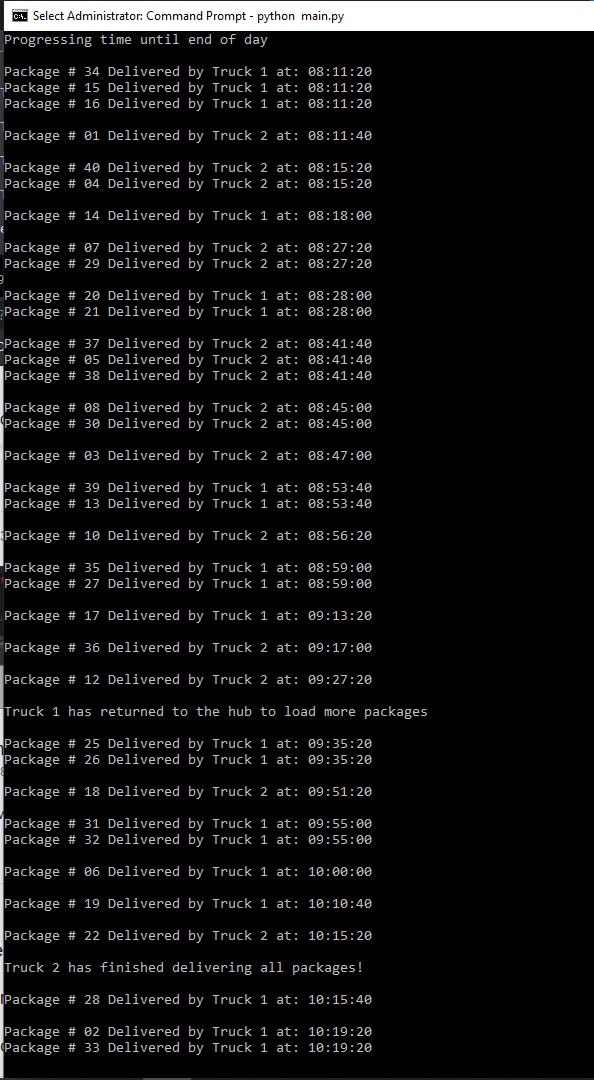 Select Administrator: Command Prompt - python  main.py
Progressing time until end of day
Package # 34 Delivered by Truck 1 at: 08:11:20
Package # 15 Delivered by Truck 1 at: 08:11:20
Package # 16 Delivered by Truck 1 at: 08:11:20
Package # 01 Delivered by Truck 2 at: 08:11:40
Package # 40 Delivered by Truck 2 at: 08:15:20
Package # 04 Delivered by Truck 2 at: 08:15:20
Package # 14 Delivered by Truck 1 at: 08:18:00
Package # 07 Delivered by Truck 2 at: 08:27:20
Package # 29 Delivered by Truck 2 at: 08:27:20
Package # 20 Delivered by Truck 1 at: 08:28:00
Package # 21 Delivered by Truck 1 at: 08:28:00
Package # 37 Delivered by Truck 2 at: 08:41:40
Package # 05 Delivered by Truck 2 at: 08:41:40
Package # 38 Delivered by Truck 2 at: 08:41:40
Package # 08 Delivered by Truck 2 at: 08:45:00
Package # 30 Delivered by Truck 2 at: 08:45:00
Package # 03 Delivered by Truck 2 at: 08:47:00
Package # 39 Delivered by Truck 1 at: 08:53:40
Package # 13 Delivered by Truck 1 at: 08:53:40
Package # 10 Delivered by Truck 2 at: 08:56:20
Package # 35 Delivered by Truck 1 at: 08:59:00
Package # 27 Delivered by Truck 1 at: 08:59:00
Package # 17 Delivered by Truck 1 at: 09:13:20
Package # 36 Delivered by Truck 2 at: 09:17:00
Package # 12 Delivered by Truck 2 at: 09:27:20
Truck 1 has returned to the hub to load more packages
Package # 25 Delivered by Truck 1 at: 09:35:20
Package # 26 Delivered by Truck 1 at: 09:35:20
Package # 18 Delivered by Truck 2 at: 09:51:20
Package # 31 Delivered by Truck 1 at: 09:55:00
Package # 32 Delivered by Truck 1 at: 09:55:00
Package # 06 Delivered by Truck 1 at: 10:00:00
Package # 19 Delivered by Truck 1 at: 10:10:40
Package # 22 Delivered by Truck 2 at: 10:15:20
Truck 2 has finished delivering all packages!
Package # 28 Delivered by Truck 1 at: 10:15:40
Package # 02 Delivered by Truck 1 at: 10:19:20
Package # 33 Delivered by Truck 1 at: 10:19:20